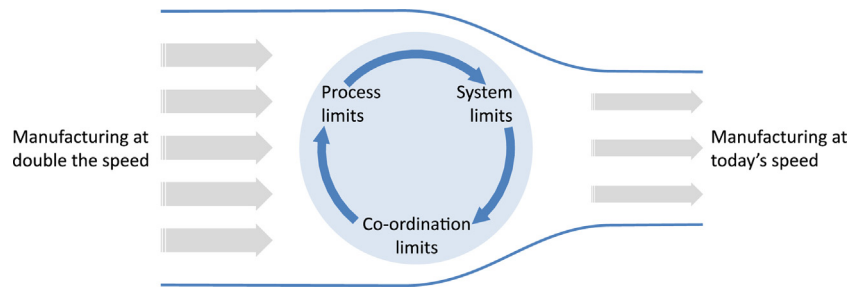 Process
limits
System
limits
Manufacturing at
double the speed
Manufacturing at
today's speed
Co-ordination
limits